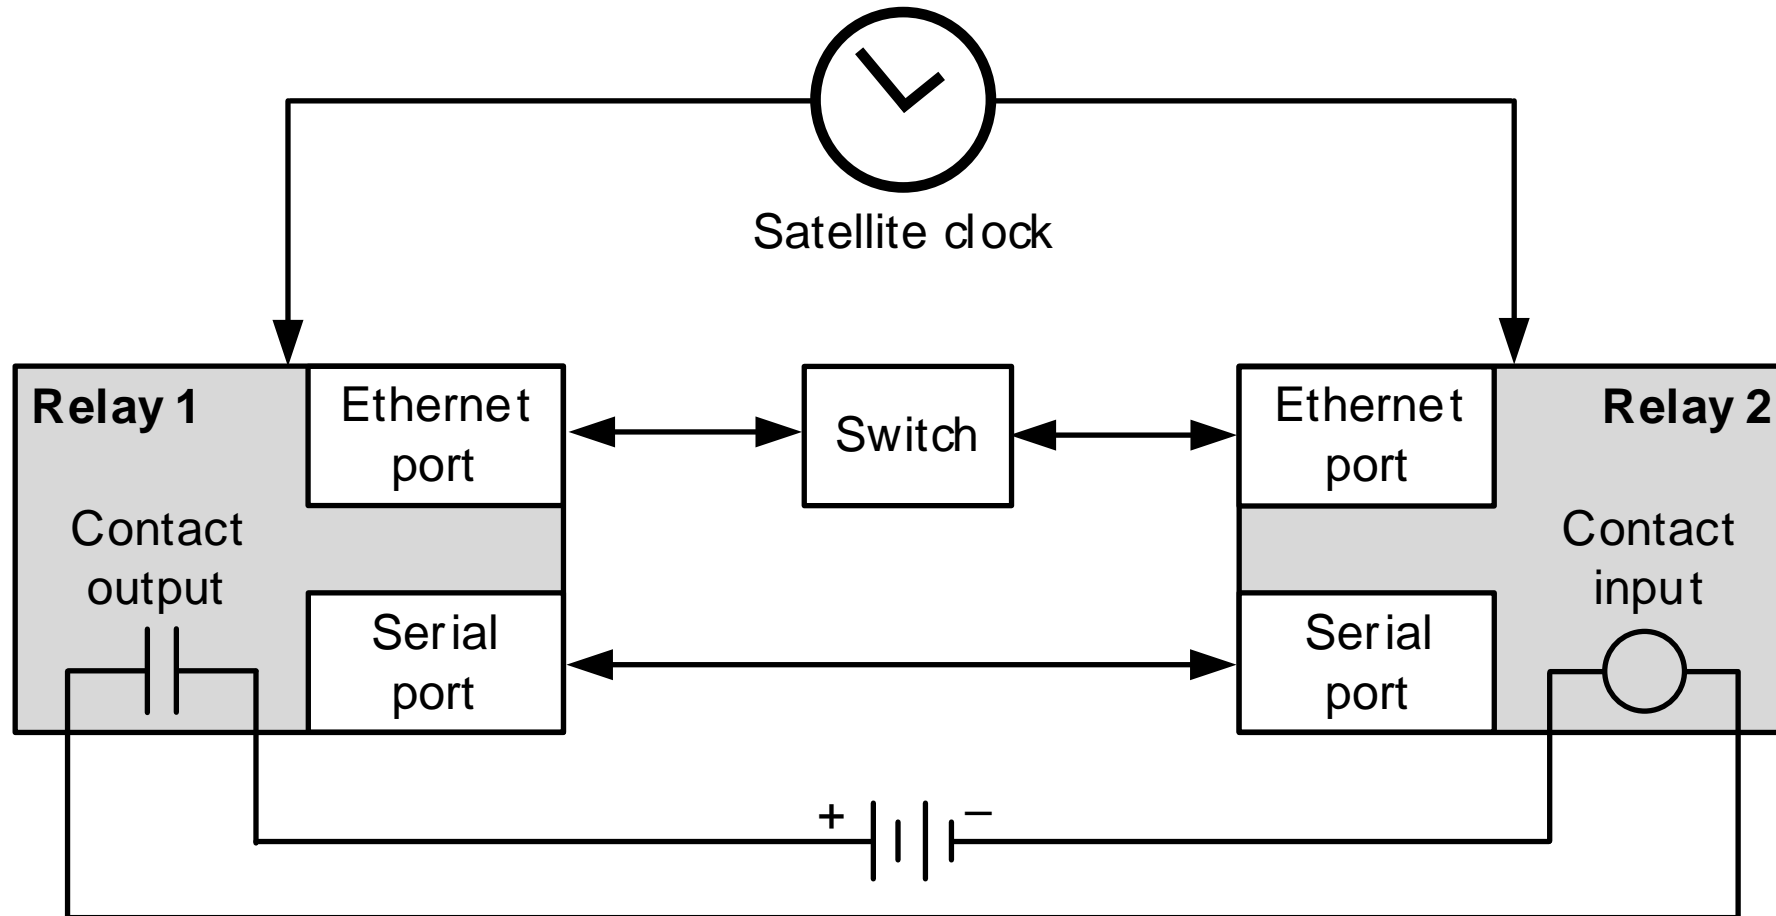 Satellite clock
Relay 1
Ethernet
port
Switch
Ethernet
port
Relay 2
Contact
output
Serial
port
Serial
port
Contact
input
+
–